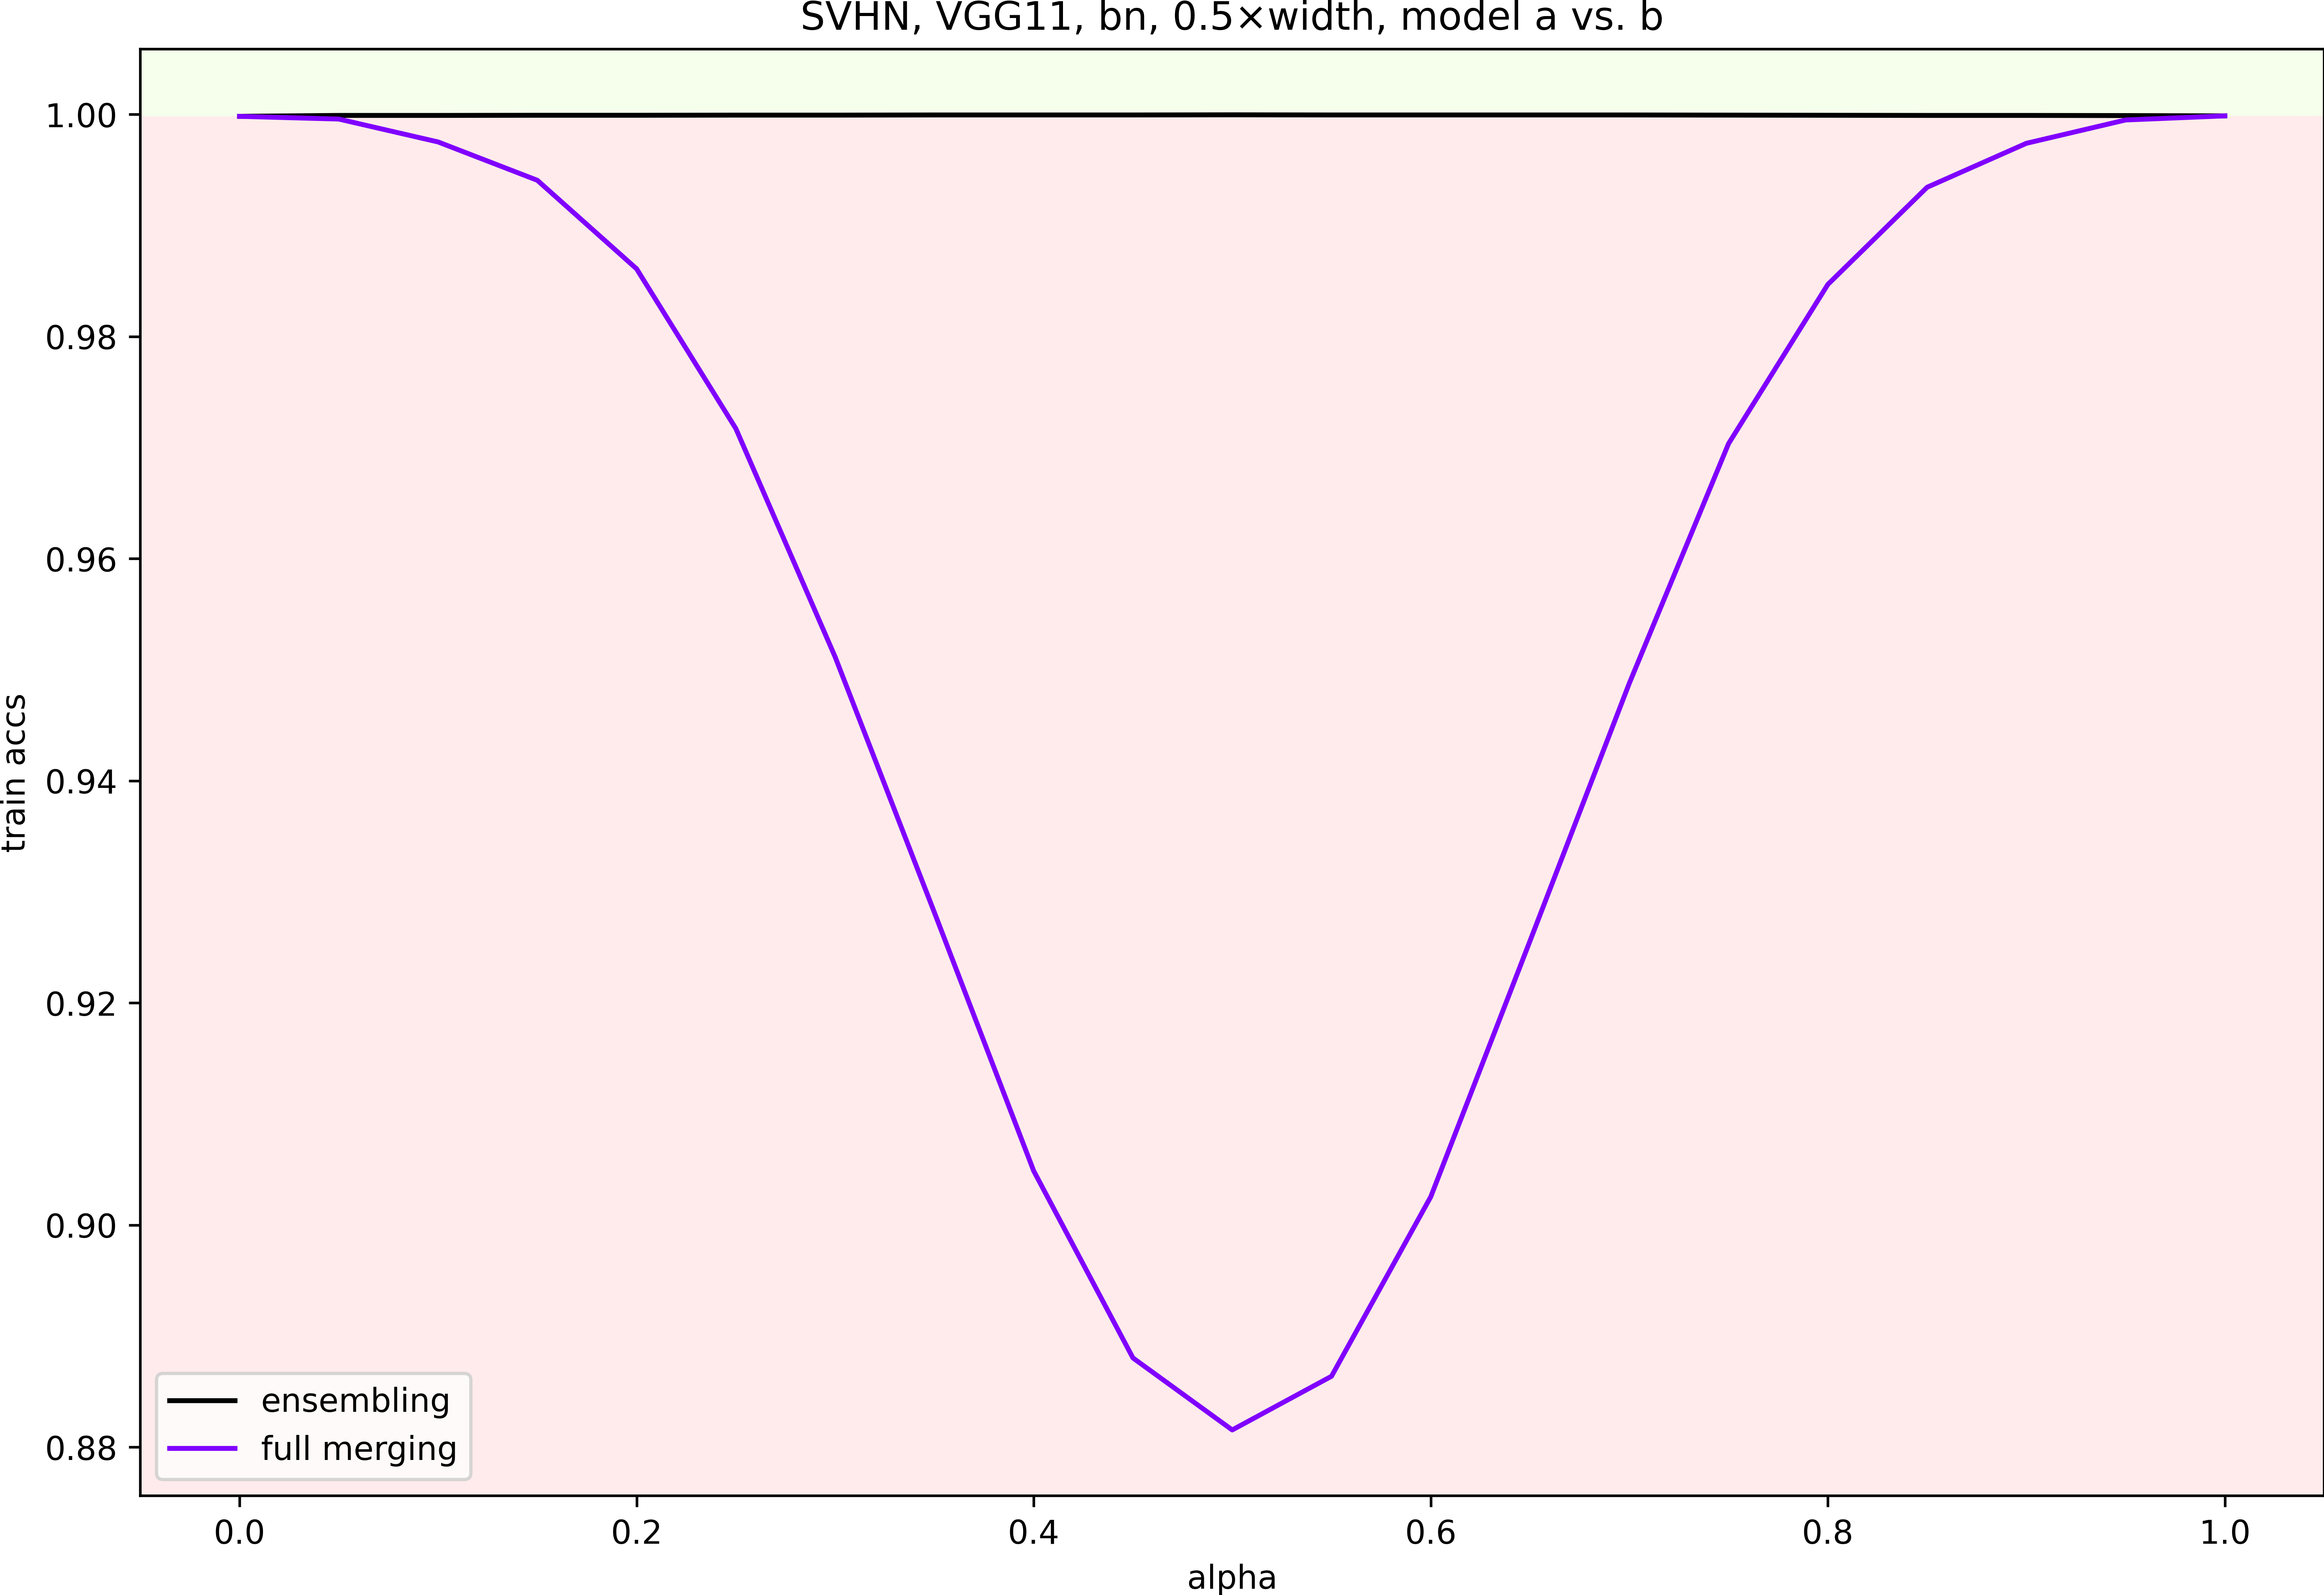 SVHN, VGG11, bn, 0.5×width, model a vs. b
1.00
0.98
0.96
0.94
0.92
0.90
0.88
train accs
ensembling
full merging
0.0
0.2
0.4
0.6
0.8
1.0
alpha